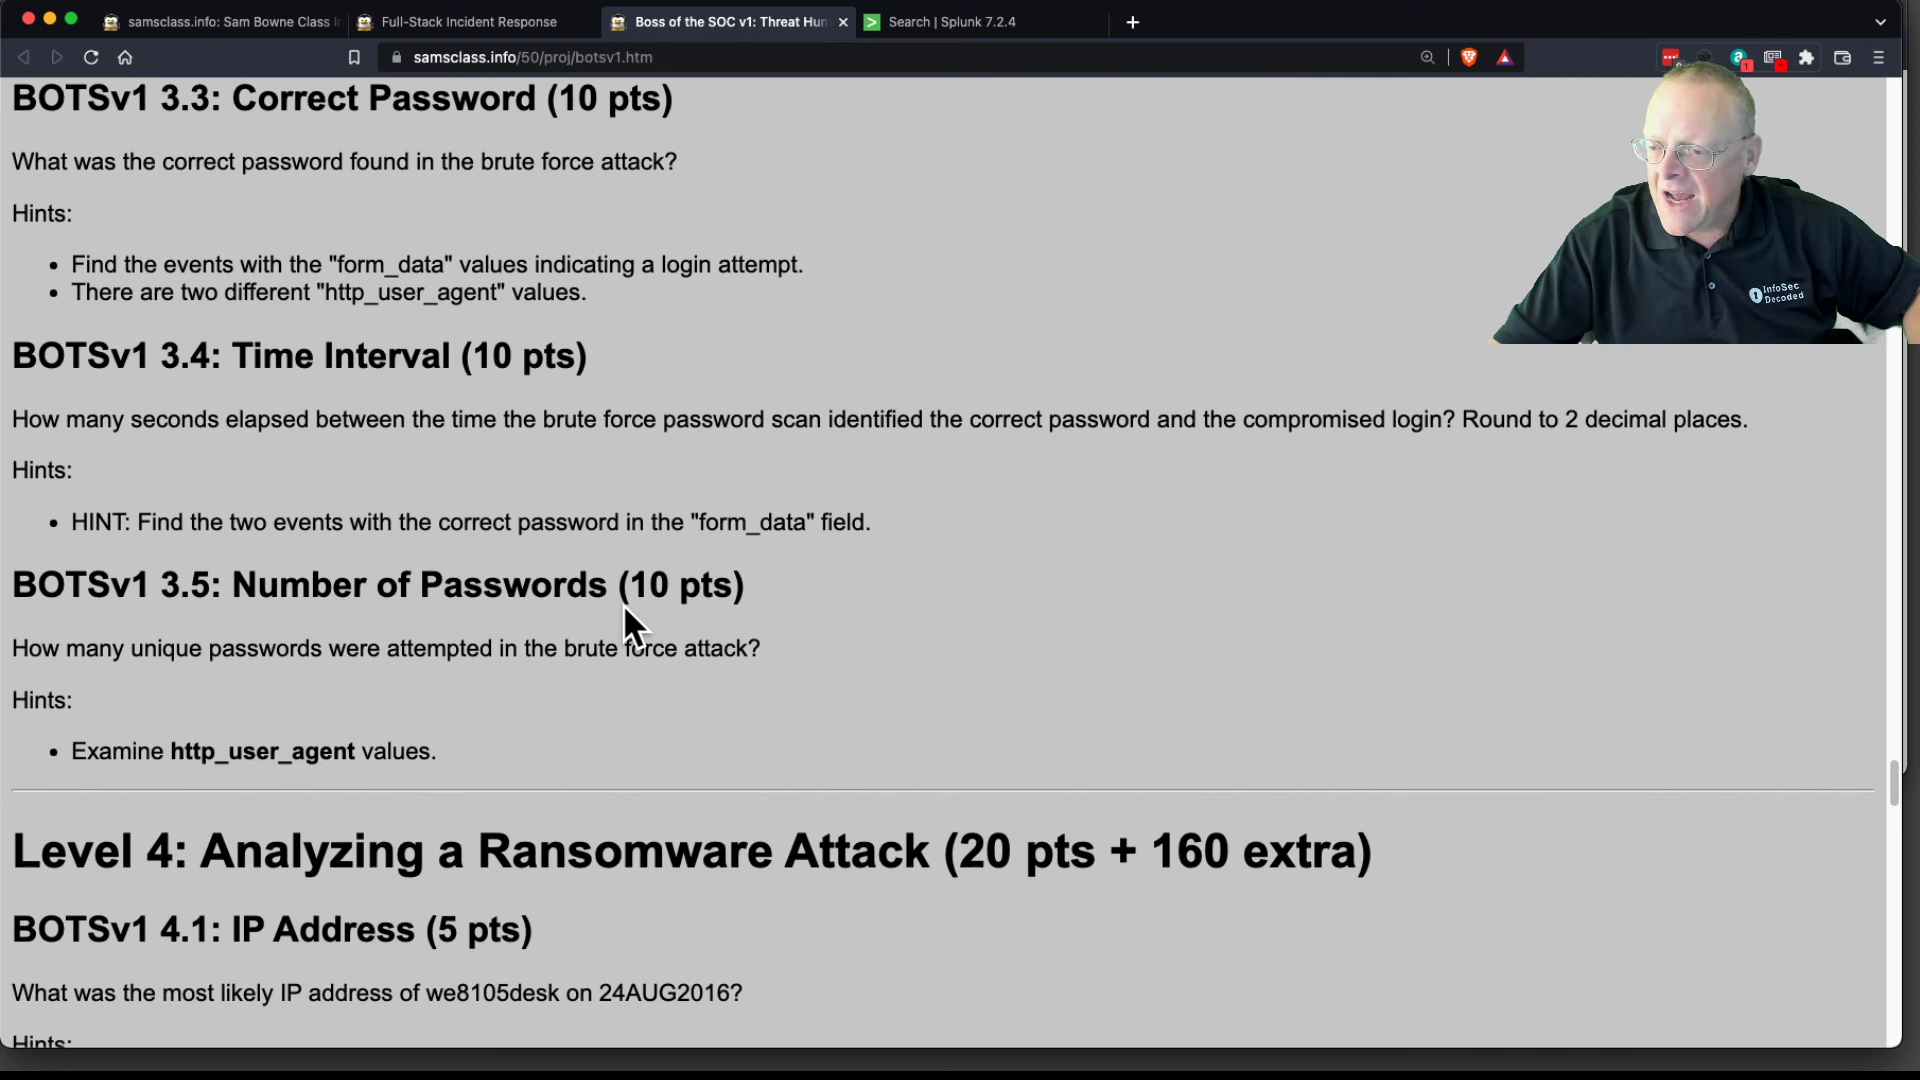 samsclass.info: Sam Bowne Class In
Full-Stack Incident Response
Boss of the SOC v1: Threat Hun
Search | Splunk 7.2.4
samsclass.info/50/proj/botsv1.htm
BOTSv1 3.3: Correct Password (10 pts)
What was the correct password found in the brute force attack?
Hints:
• Find the events with the "form_data" values indicating a login attempt.
• There are two different "http_user_agent" values.
InfoSec
Decoded
BOTSv1 3.4: Time Interval (10 pts)
How many seconds elapsed between the time the brute force password scan identified the correct password and the compromised login? Round to 2 decimal places.
Hints:
• HINT: Find the two events with the correct password in the "form_data" field.
BOTSv1 3.5: Number of Passwords (10 pts)
How many unique passwords were attempted in the brute force attack?
Hints:
• Examine http_user_agent values.
Level 4: Analyzing a Ransomware Attack (20 pts + 160 extra)
BOTSv1 4.1: IP Address (5 pts)
What was the most likely IP address of we8105desk on 24AUG2016?
Hints: